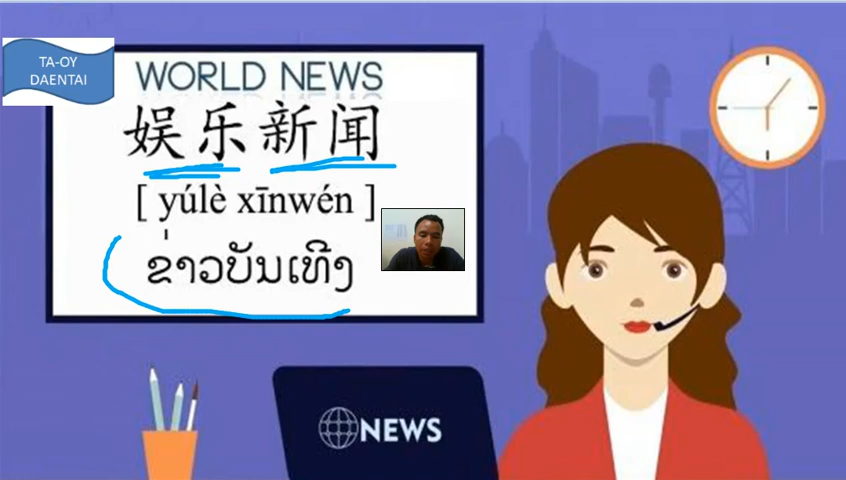 TA-OY
DAENTAI
WORLD NEWS
娱乐新闻
[ yúlè xīnwén ]
ຂ່າວບັນເທີງ
NEWS